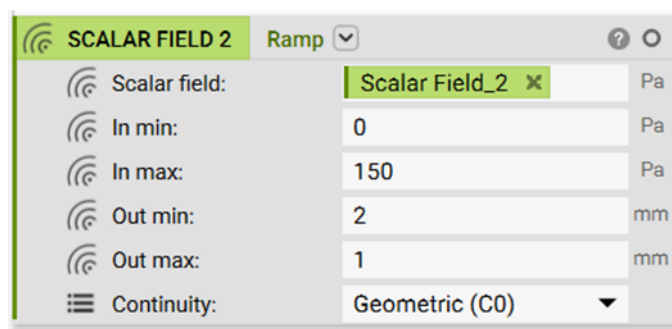 SCALAR FIELD 2 Ramp
Scalar field: Scalar Field_2 Pa
In min: 0 Pa
In max: 150 Pa
Out min: 2 mm
Out max: 1 mm
Continuity: Geometric (C0)